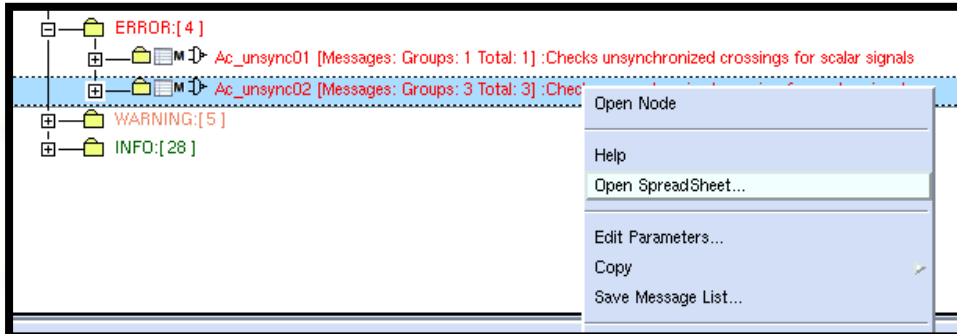 ERROR:[4]
M Ac_unsync01 [Messages: Groups: 1 Total: 1] :Checks unsynchronized crossings for scalar signals
M Ac_unsync02 [Messages: Groups: 3 Total: 3] :Chec
WARNING:[5]
INFO:[28]
Open Node
Help
Open SpreadSheet...
Edit Parameters...
Copy
Save Message List...